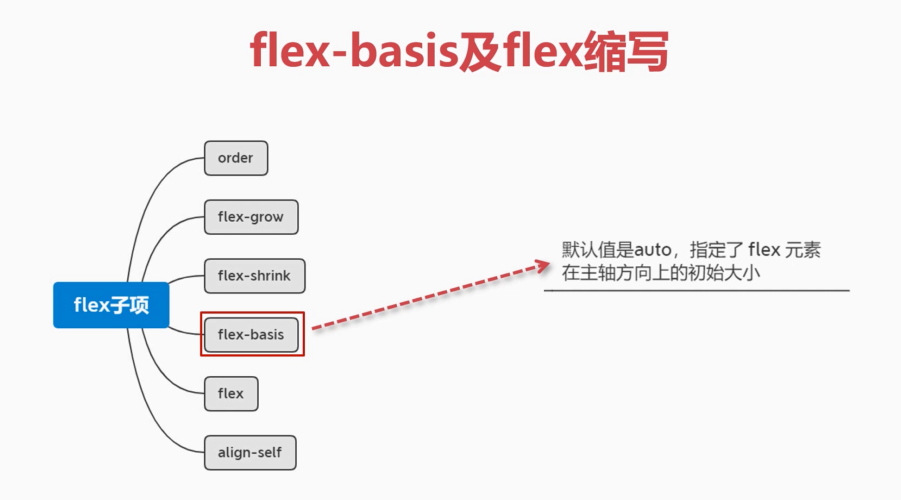 flex-basis及flex缩写
order
flex-grow
flex-shrink
flex子项
flex-basis
flex
align-self
默认值是auto，指定了 flex 元素
在主轴方向上的初始大小